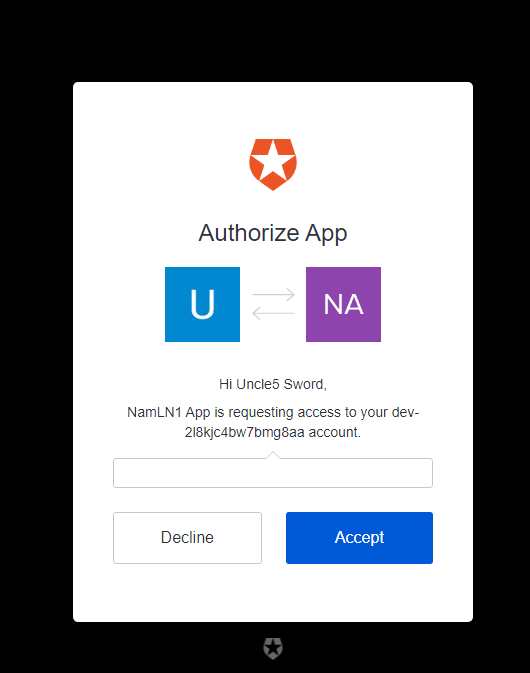 Authorize App
U
NA
Hi Uncle5 Sword,
NamLN1 App is requesting access to your dev-
2l8kjc4bw7bmg8aa account.
Decline
Accept